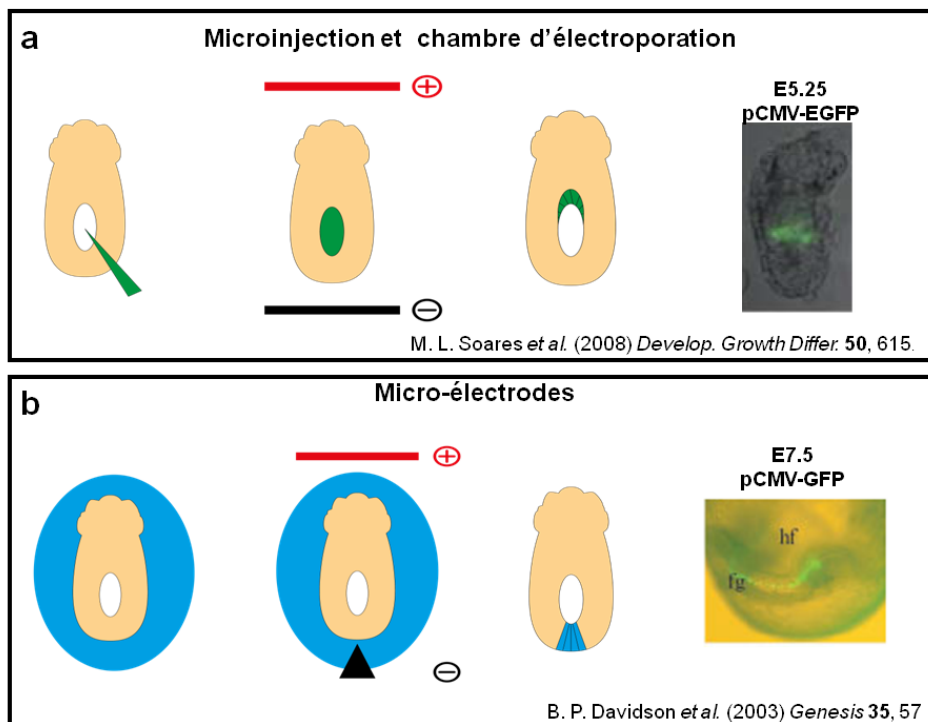 a
Microinjection et chambre d'électroporation
+
E5.25
pCMV-EGFP
−
M. L. Soares et al. (2008) Develop. Growth Differ. 50, 615.
b
Micro-électrodes
+
E7.5
pCMV-GFP
hf
fg
−
B. P. Davidson et al. (2003) Genesis 35, 57